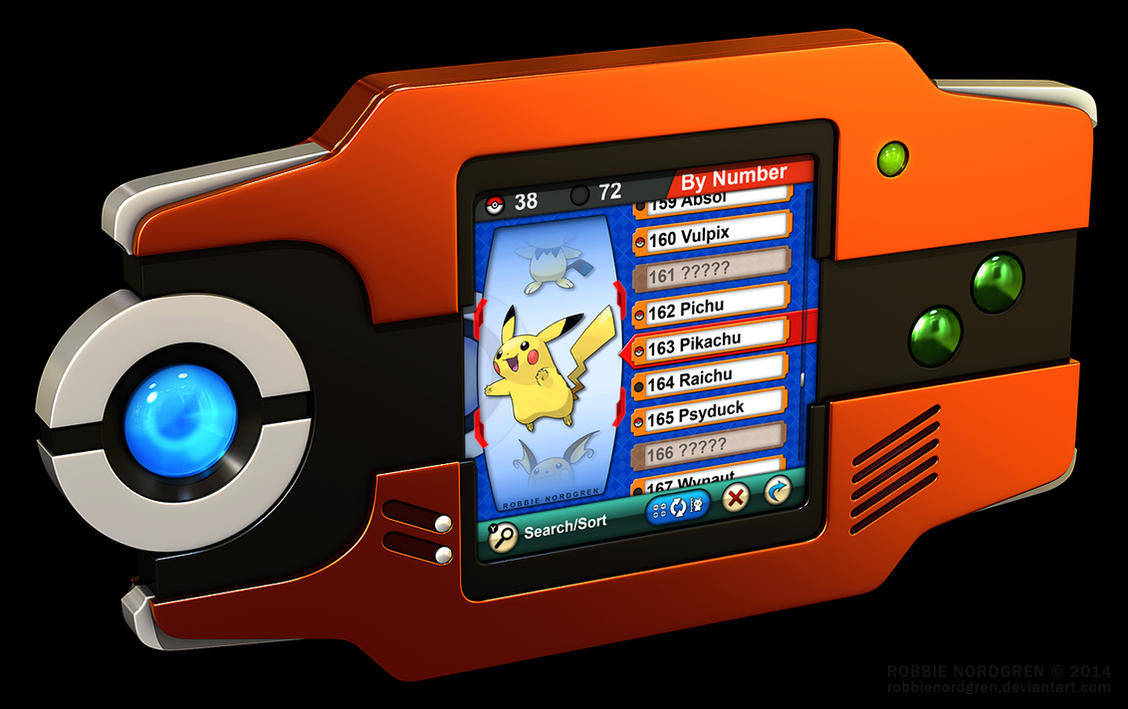 38 72 By Number
159 Absol
160 Vulpix
161 ?????
162 Pichu
163 Pikachu
164 Raichu
165 Psyduck
166 ?????
167 Wynaut
ROBBIE NORDGREN
Y Search/Sort
ROBBIE NORDGREN © 2014
robbienordgren.deviantart.com